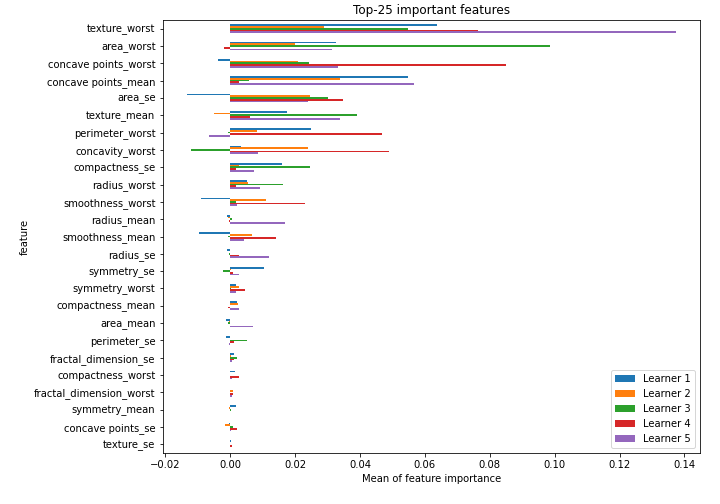 Top-25 important features
texture_worst
area_worst
concave points_worst
concave points_mean
area_se
texture_mean
perimeter_worst
concavity_worst
compactness_se
radius_worst
smoothness_worst
radius_mean
smoothness_mean
radius_se
symmetry_se
symmetry_worst
compactness_mean
area_mean
perimeter_se
fractal_dimension_se
compactness_worst
fractal_dimension_worst
symmetry_mean
concave points_se
texture_se
feature
Learner 1
Learner 2
Learner 3
Learner 4
Learner 5
−0.02 0.00 0.02 0.04 0.06 0.08 0.10 0.12 0.14
Mean of feature importance